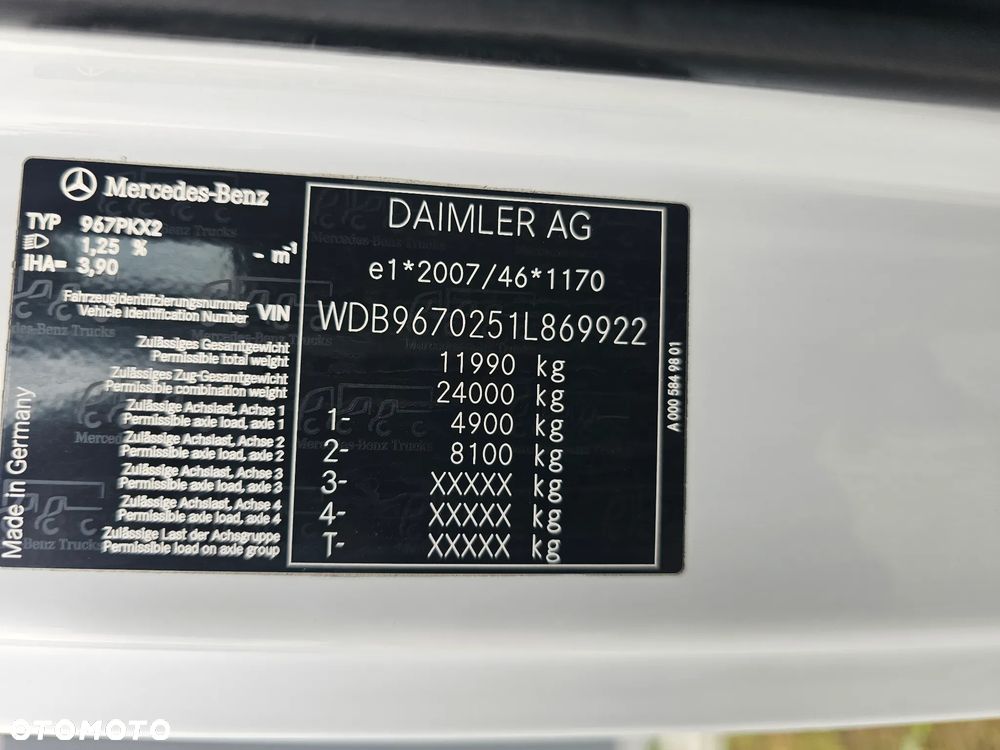 Mercedes-Benz
TYP 967PKX2
1,25 % - m-1
IHA= 3,90
Fahrzeugidentifizierungsnummer
Vehicle Identification Number VIN
Zulässiges Gesamtgewicht
Permissible total weight
Zulässiges Zug-Gesamtgewicht
Permissible combination weight
Zulässige Achslast, Achse 1
Permissible axle load, axle 1
Zulässige Achslast, Achse 2
Permissible axle load, axle 2
Zulässige Achslast, Achse 3
Permissible axle load, axle 3
Zulässige Achslast, Achse 4
Permissible axle load, axle 4
Zulässige Last der Achsgruppe
Permissible load on axle group
DAIMLER AG
e1*2007/46*1170
WDB9670251L869922
11990 kg
24000 kg
1- 4900 kg
2- 8100 kg
3- XXXXX kg
4- XXXXX kg
T- XXXXX kg
Made in Germany
A 000 584 98 01
OTOMOTO